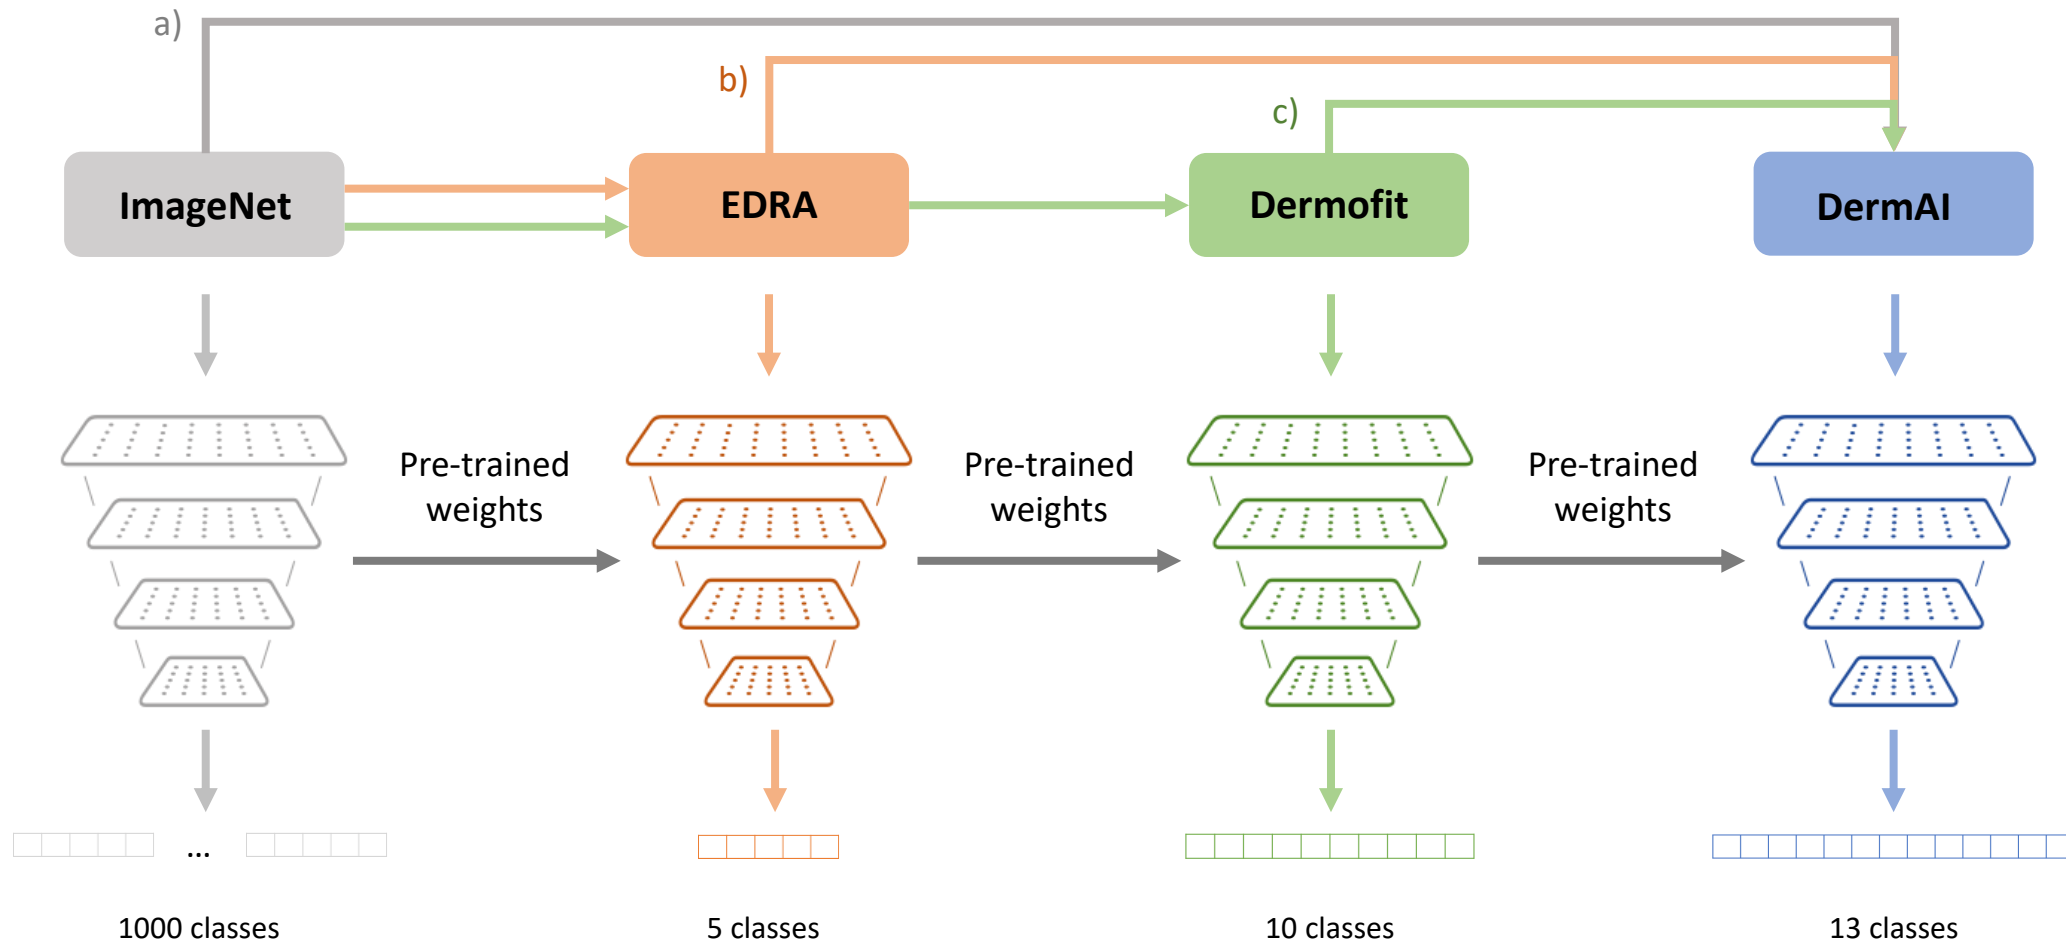 a)
b)
c)
ImageNet
EDRA
Dermofit
DermAI
Pre-trained
weights
Pre-trained
weights
Pre-trained
weights
...
1000 classes
5 classes
10 classes
13 classes